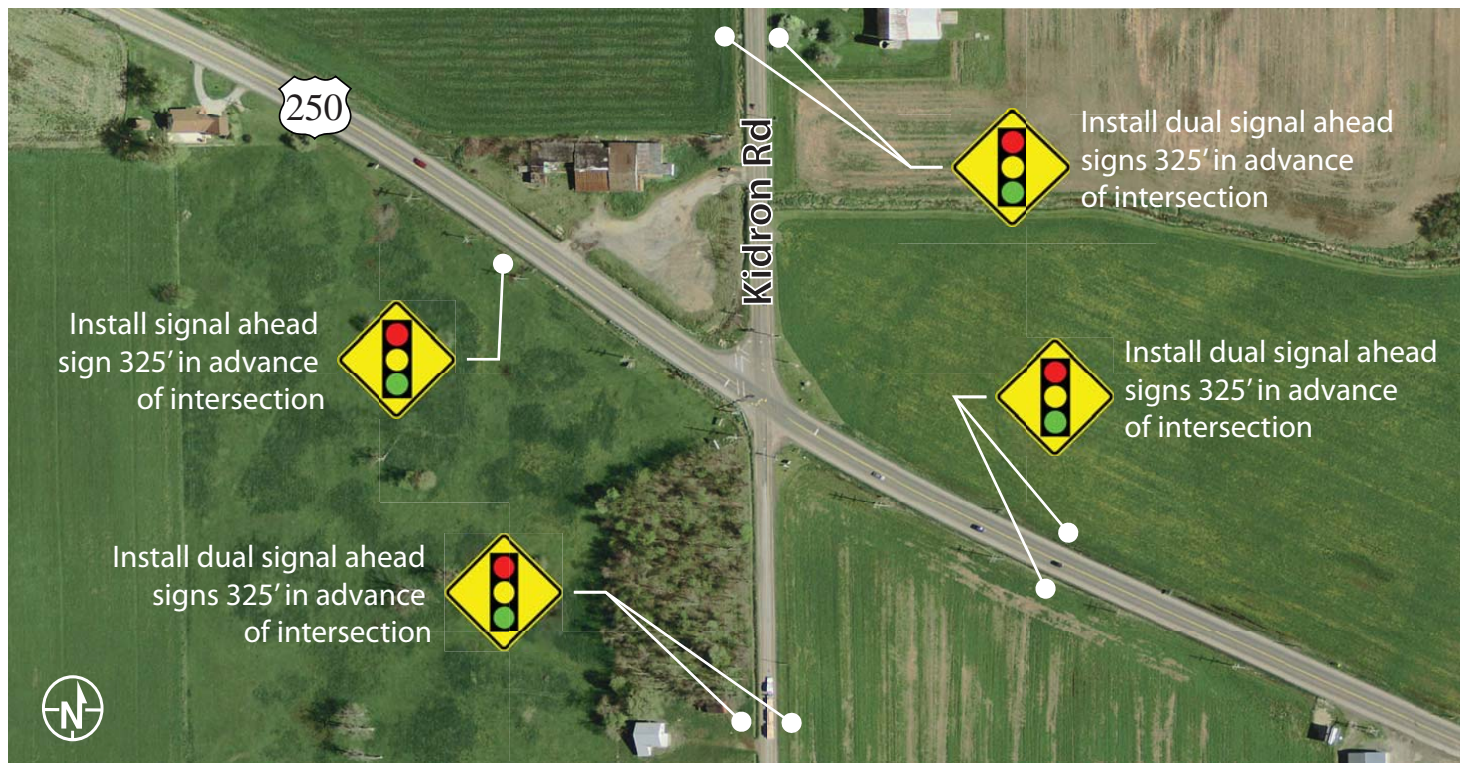 250
Kidron Rd
Install dual signal ahead
signs 325’ in advance
of intersection
Install signal ahead
sign 325’ in advance
of intersection
Install dual signal ahead
signs 325’ in advance
of intersection
Install dual signal ahead
signs 325’ in advance
of intersection
N